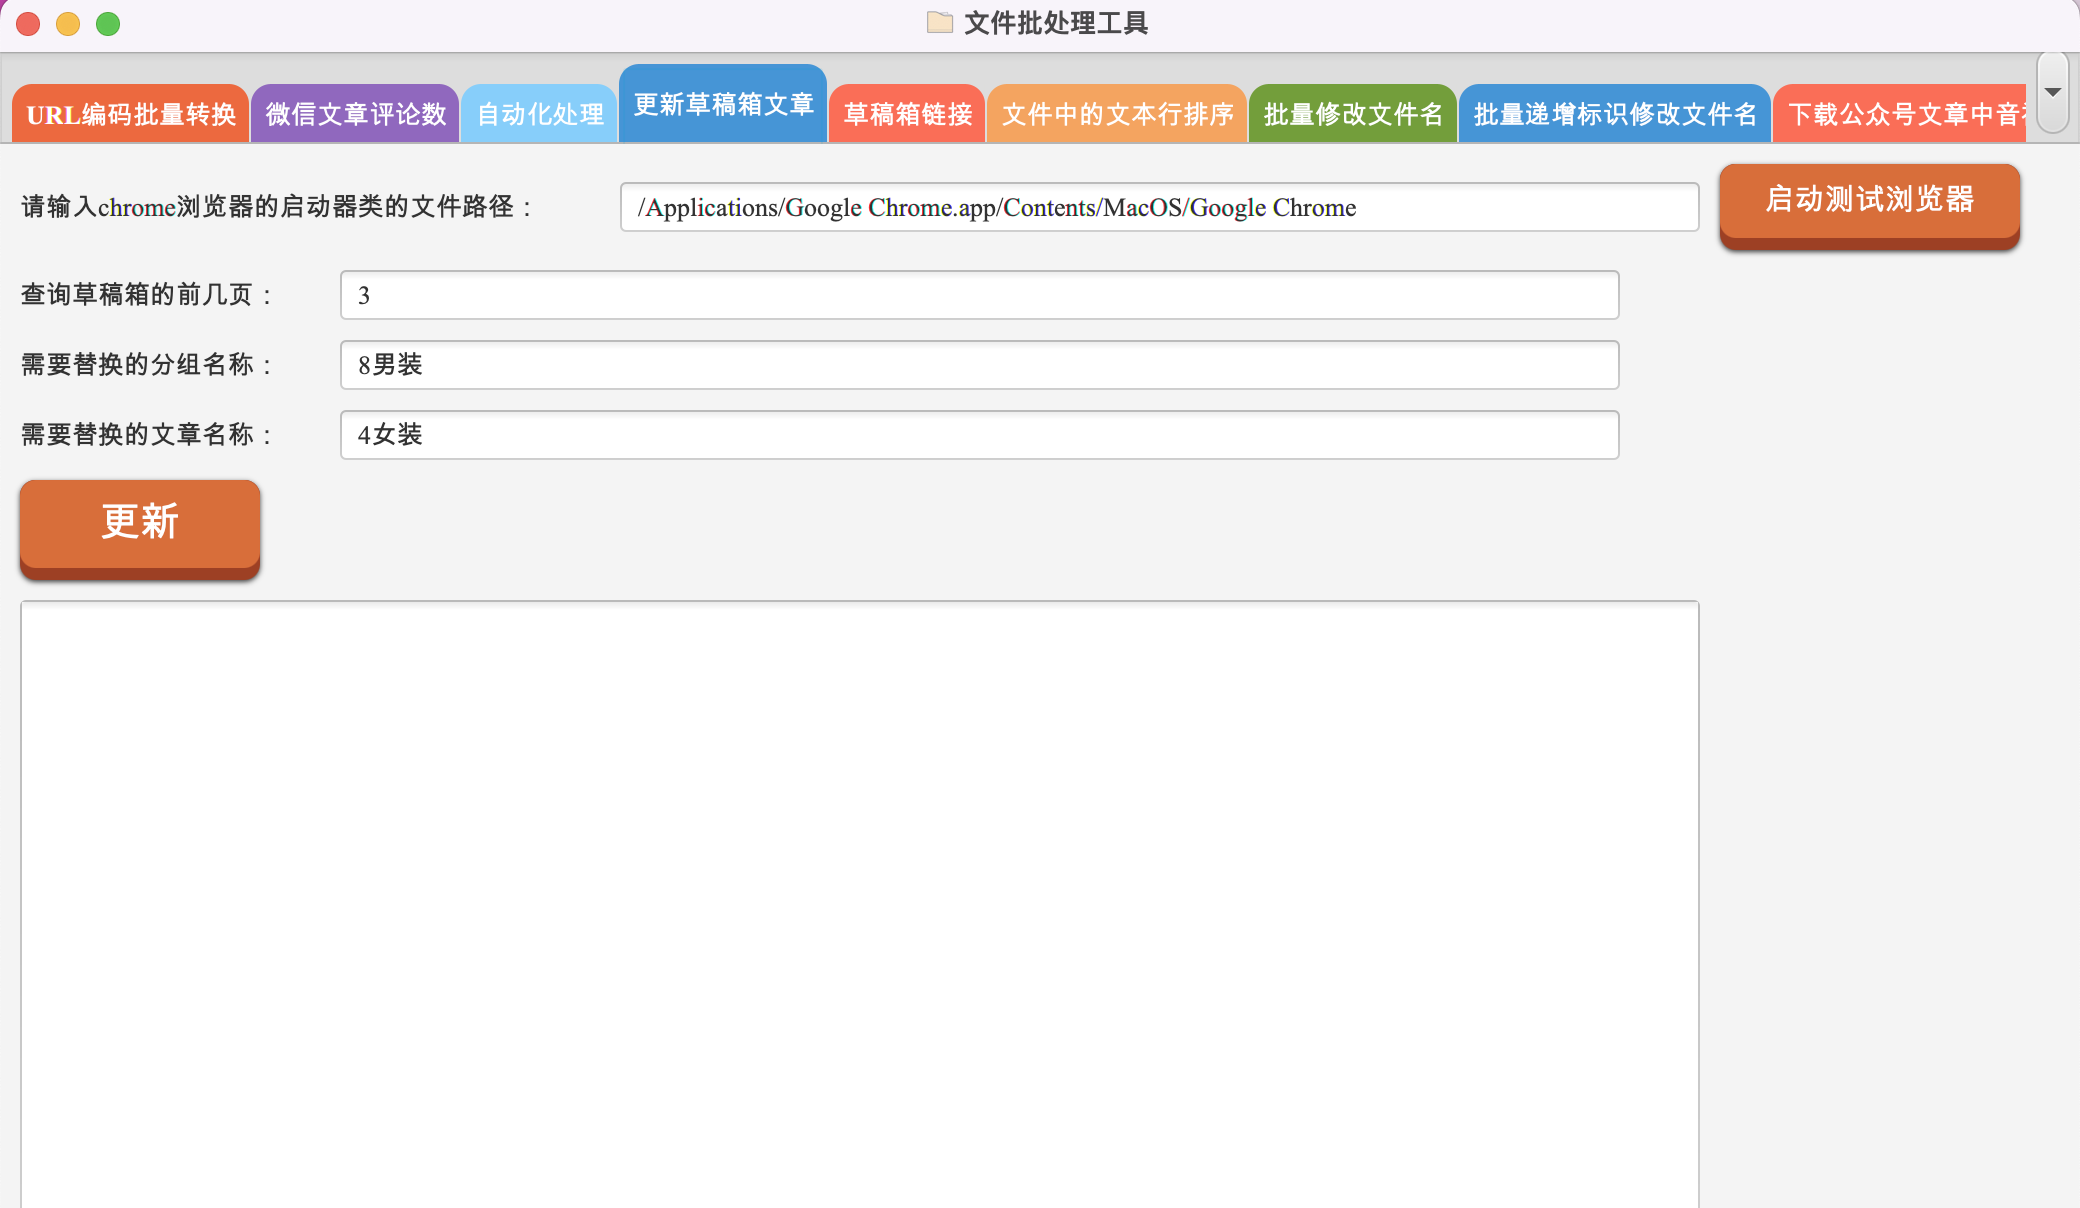 文件批处理工具
URL编码批量转换 微信文章评论数 自动化处理 更新草稿箱文章 草稿箱链接 文件中的文本行排序 批量修改文件名 批量递增标识修改文件名 下载公众号文章中音
请输入chrome浏览器的启动器类的文件路径： /Applications/Google Chrome.app/Contents/MacOS/Google Chrome 启动测试浏览器
查询草稿箱的前几页： 3
需要替换的分组名称： 8男装
需要替换的文章名称： 4女装
更新